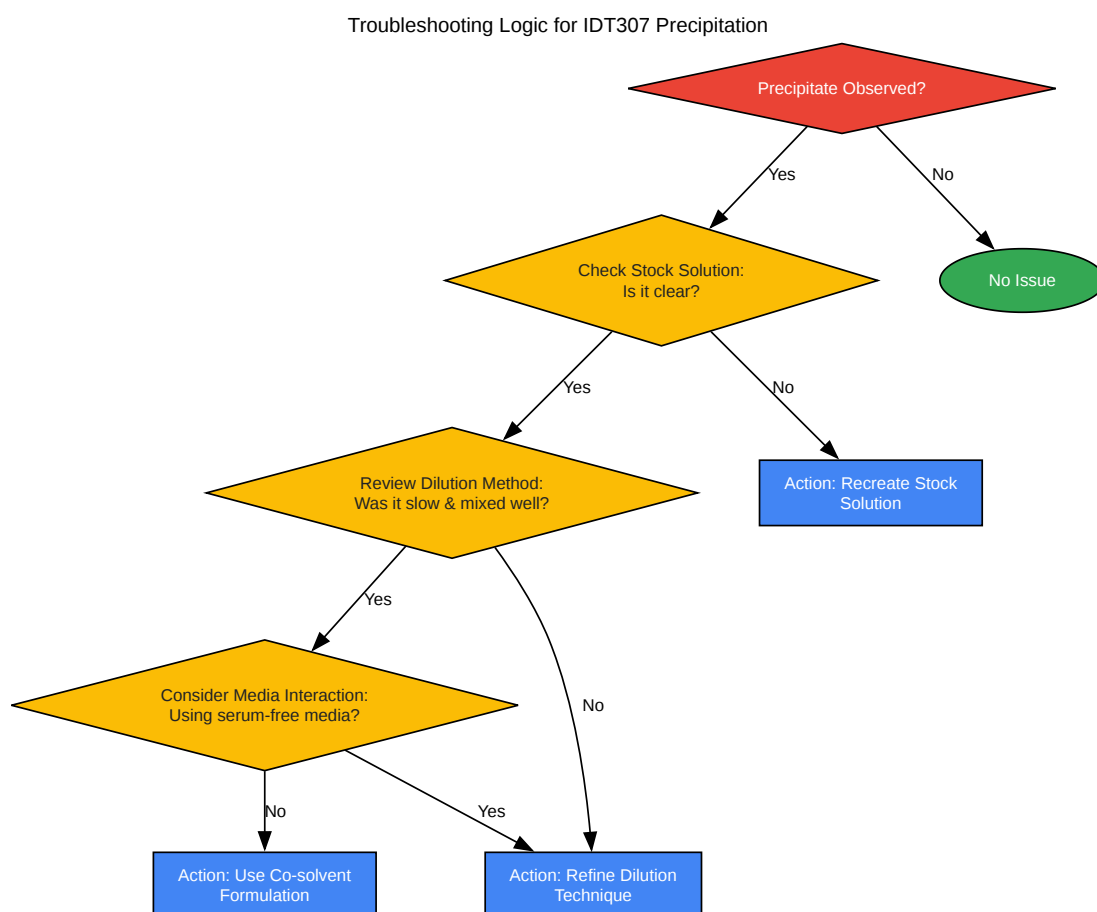 Troubleshooting Logic for IDT307 Precipitation
Precipitate Observed?
Yes
No
Check Stock Solution:
Is it clear?
No Issue
Yes
No
Review Dilution Method:
Was it slow & mixed well?
Action: Recreate Stock
Solution
Yes
No
Consider Media Interaction:
Using serum-free media?
No
Yes
Action: Use Co-solvent
Formulation
Action: Refine Dilution
Technique